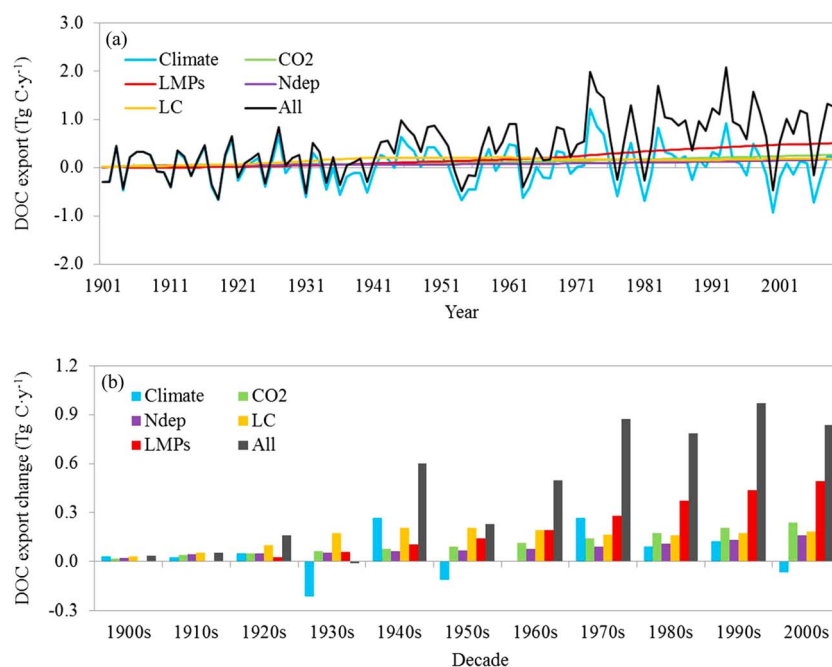 (a)
Climate CO2
LMPs Ndep
LC All
DOC export (Tg C·y⁻¹)
3.0
2.0
1.0
0.0
-1.0
-2.0
1901 1911 1921 1931 1941 1951 1961 1971 1981 1991 2001
Year
(b)
Climate CO2
Ndep LC
LMPs All
DOC export change (Tg C·y⁻¹)
1.2
0.9
0.6
0.3
0.0
-0.3
1900s 1910s 1920s 1930s 1940s 1950s 1960s 1970s 1980s 1990s 2000s
Decade